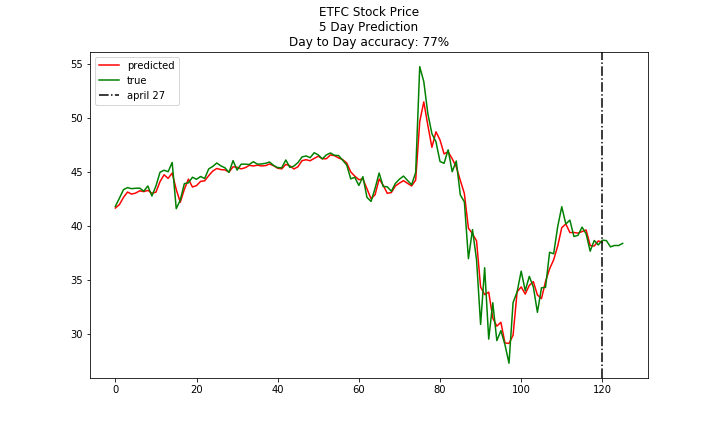 ETFC Stock Price
5 Day Prediction
Day to Day accuracy: 77%
predicted
true
april 27
55
50
45
40
35
30
0
20
40
60
80
100
120